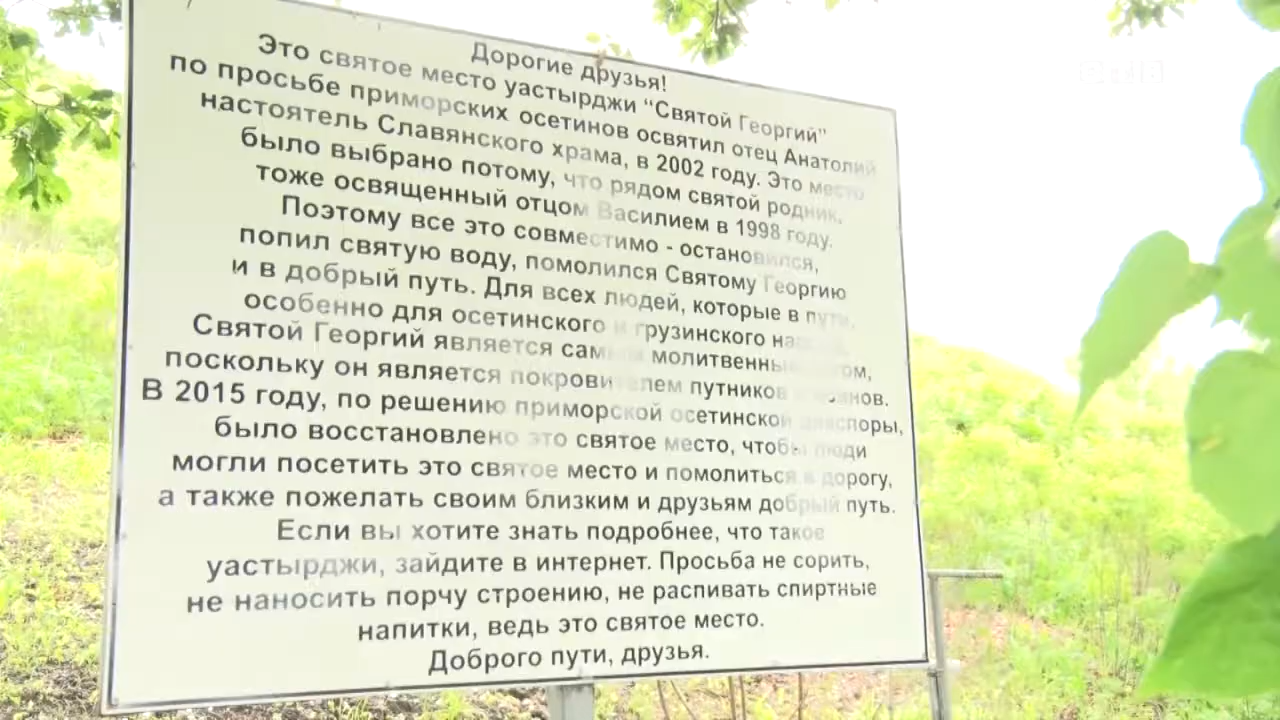 Дорогие друзья!
Это святое место уастырджи "Святой Георгий"
по просьбе приморских осетинов освятил отец Анатолий
настоятель Славянского храма, в 2002 году. Это место
было выбрано потому, что рядом святой родник,
тоже освященный отцом Василием в 1998 году.
Поэтому все это совместимо - остановился,
попил святую воду, помолился Святому Георгию
и в добрый путь. Для всех людей, которые в пути,
особенно для осетинского и грузинского
Святой Георгий является самым молитвенным
поскольку он является покровителем путников
В 2015 году, по решению приморской осетинской диаспоры,
было восстановлено это святое место, чтобы люди
могли посетить это святое место и помолиться в дорогу,
а также пожелать своим близким и друзьям добрый путь.
Если вы хотите знать подробнее, что такое
уастырджи, зайдите в интернет. Просьба не сорить,
не наносить порчу строению, не распивать спиртные
напитки, ведь это святое место.
Доброго пути, друзья.